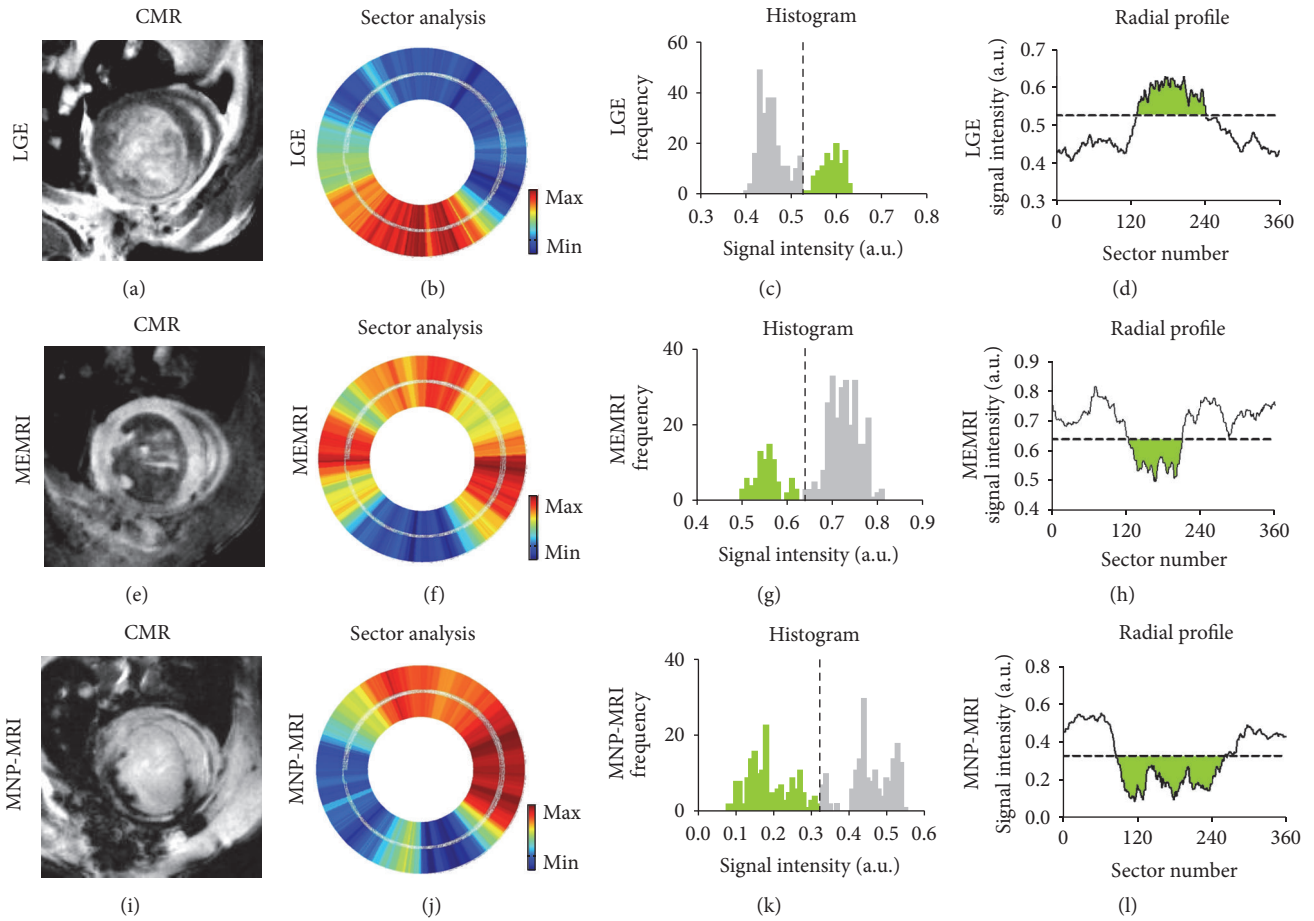 CMR
Sector analysis
Histogram
Radial profile
LGE
LGE
Max
Min
LGE
frequency
60
40
20
0
0.3 0.4 0.5 0.6 0.7 0.8
Signal intensity (a.u.)
LGE
signal intensity (a.u.)
0.7
0.6
0.5
0.4
0.3
0 120 240 360
Sector number
(a)
(b)
(c)
(d)
CMR
Sector analysis
Histogram
Radial profile
MEMRI
MEMRI
Max
Min
MEMRI
frequency
40
20
0
0.4 0.5 0.6 0.7 0.8 0.9
Signal intensity (a.u.)
MEMRI
signal intensity (a.u.)
0.9
0.8
0.7
0.6
0.5
0.4
0 120 240 360
Sector number
(e)
(f)
(g)
(h)
CMR
Sector analysis
Histogram
Radial profile
MNP-MRI
MNP-MRI
Max
Min
MNP-MRI
frequency
40
20
0
0.0 0.1 0.2 0.3 0.4 0.5 0.6
Signal intensity (a.u.)
MNP-MRI
Signal intensity (a.u.)
0.8
0.6
0.4
0.2
0.0
0 120 240 360
Sector number
(i)
(j)
(k)
(l)